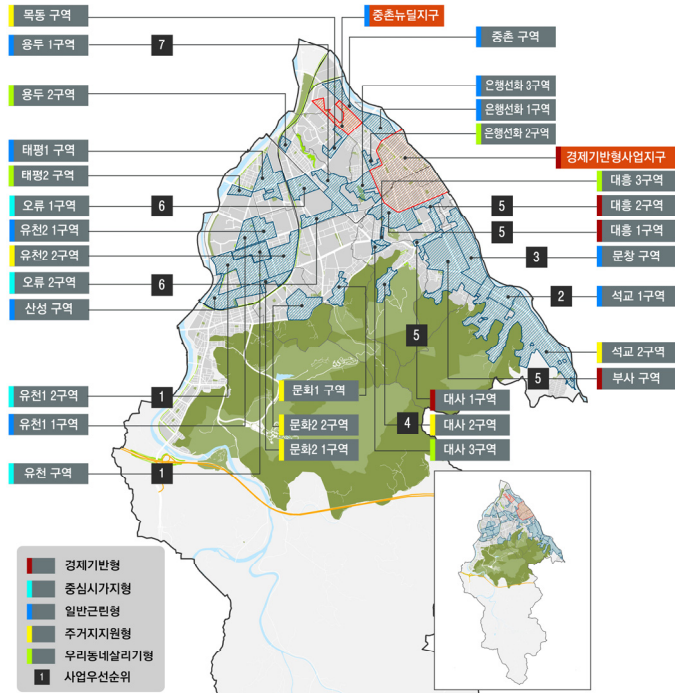 목동 구역
중촌뉴딜지구
용두 1구역
7
중촌 구역
은행선화 3구역
용두 2구역
은행선화 1구역
은행선화 2구역
태평1 구역
경제기반형사업지구
태평2 구역
대흥 3구역
오류 1구역
6
5
대흥 2구역
유천2 1구역
5
대흥 1구역
유천2 2구역
3
문창 구역
오류 2구역
6
2
석교 1구역
산성 구역
5
석교 2구역
5
부사 구역
유천1 2구역
1
문화1 구역
대사 1구역
유천1 1구역
문화2 2구역
4
대사 2구역
문화2 1구역
대사 3구역
유천 구역
1
경제기반형
중심시가지형
일반근린형
주거지지원형
우리동네살리기형
1 사업우선순위